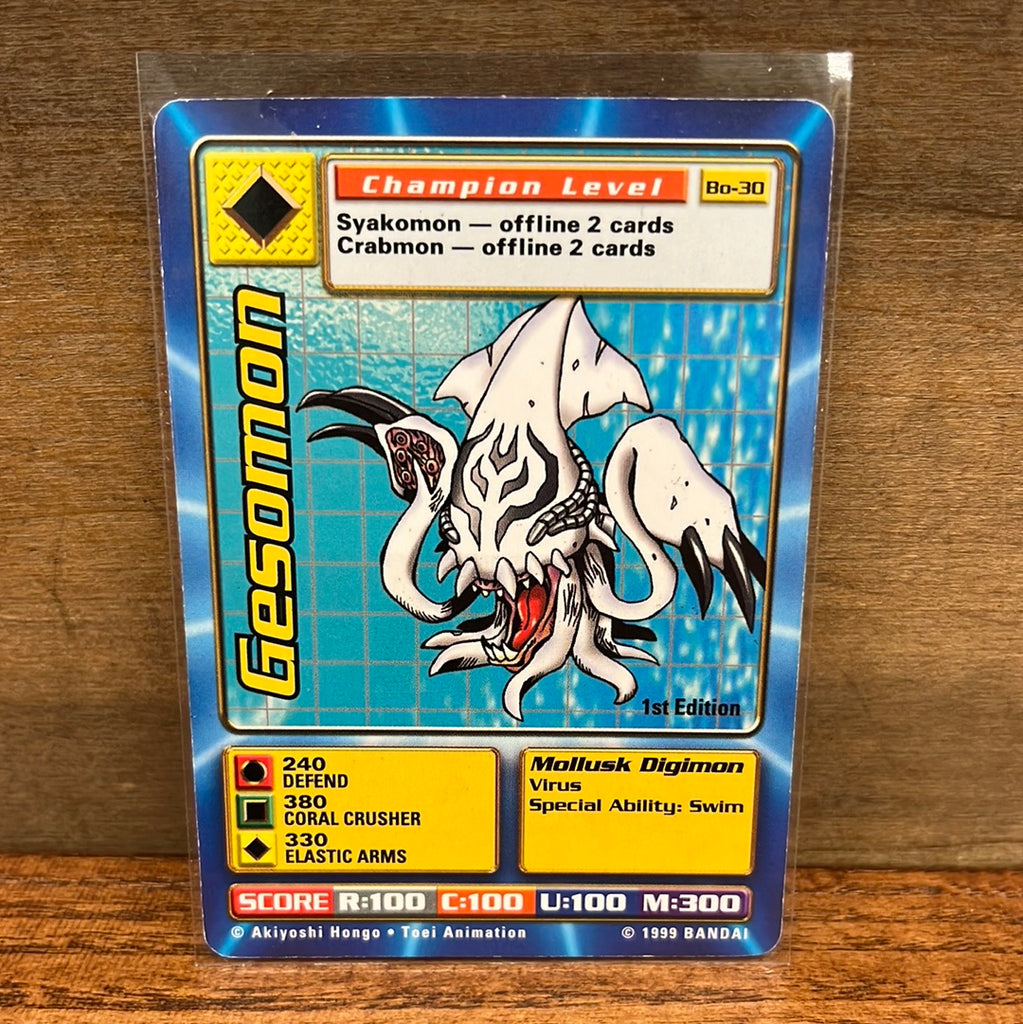 Champion Level
Bo-30
Syakomon — offline 2 cards
Crabmon — offline 2 cards
Gesomon
1st Edition
240
DEFEND
380
CORAL CRUSHER
330
ELASTIC ARMS
Mollusk Digimon
Virus
Special Ability: Swim
SCORE R:100 C:100 U:100 M:300
© Akiyoshi Hongo • Toei Animation © 1999 BANDAI